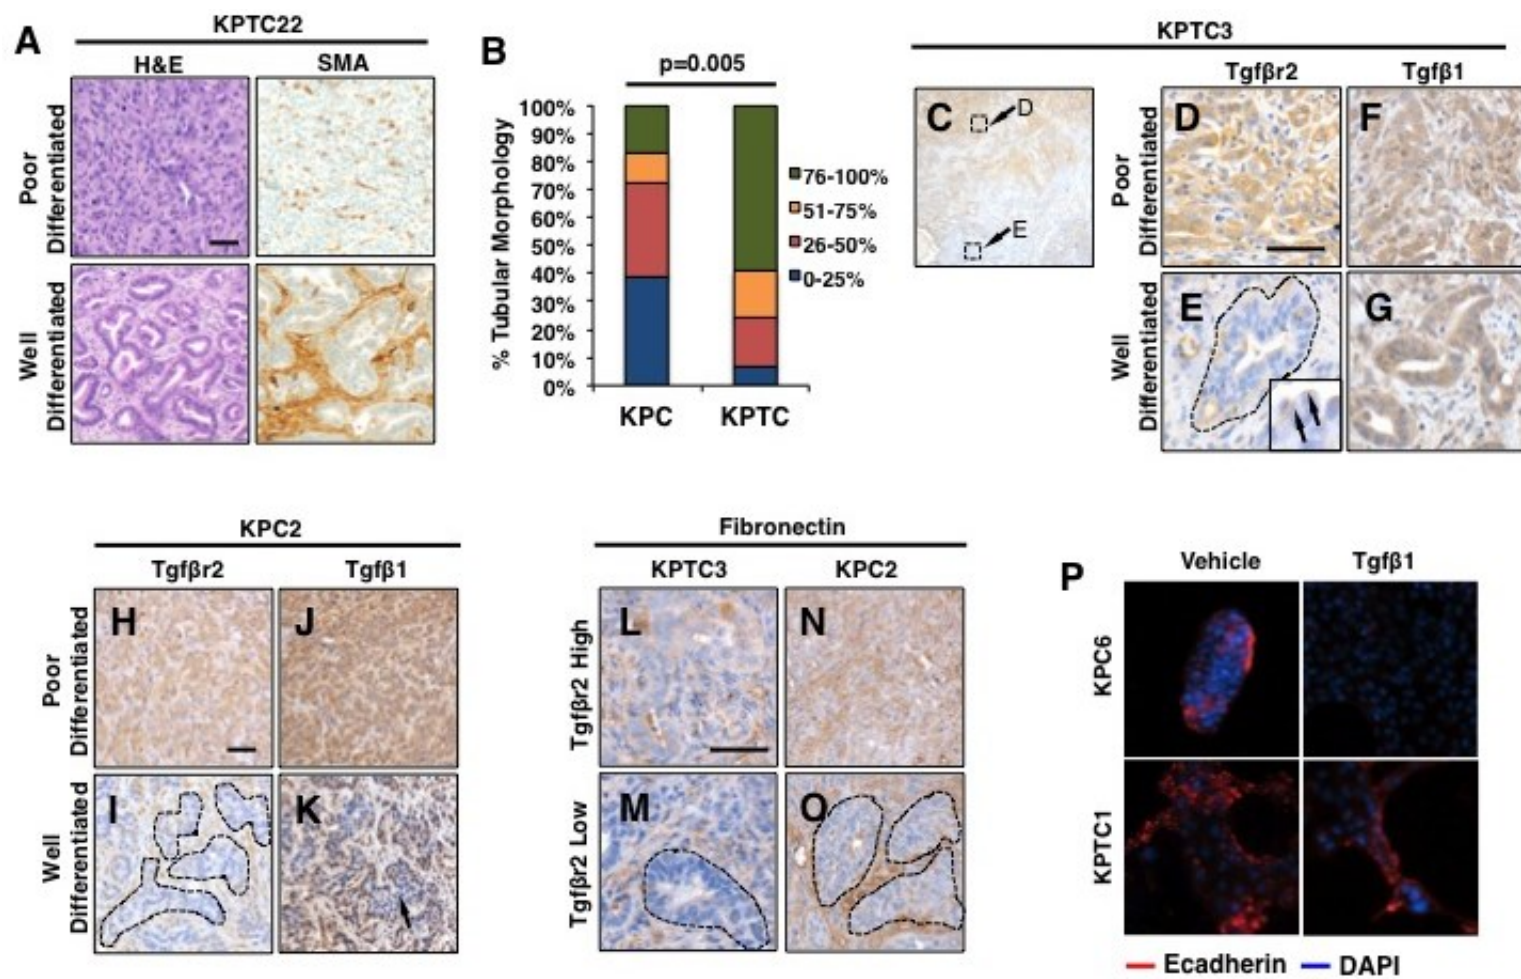 A
KPTC22
H&E
SMA
Poor
Differentiated
Well
Differentiated
B
p=0.005
% Tubular Morphology
100%
90%
80%
70%
60%
50%
40%
30%
20%
10%
0%
KPC
KPTC
76-100%
51-75%
26-50%
0-25%
KPTC3
Tgfβr2
Tgfβ1
C
D
E
Poor
Differentiated
D
F
Well
Differentiated
E
G
KPC2
Tgfβr2
Tgfβ1
Poor
Differentiated
H
J
Well
Differentiated
I
K
Fibronectin
KPTC3
KPC2
Tgfβr2 High
L
N
Tgfβr2 Low
M
O
P
Vehicle
Tgfβ1
KPC6
KPTC1
Ecadherin
DAPI